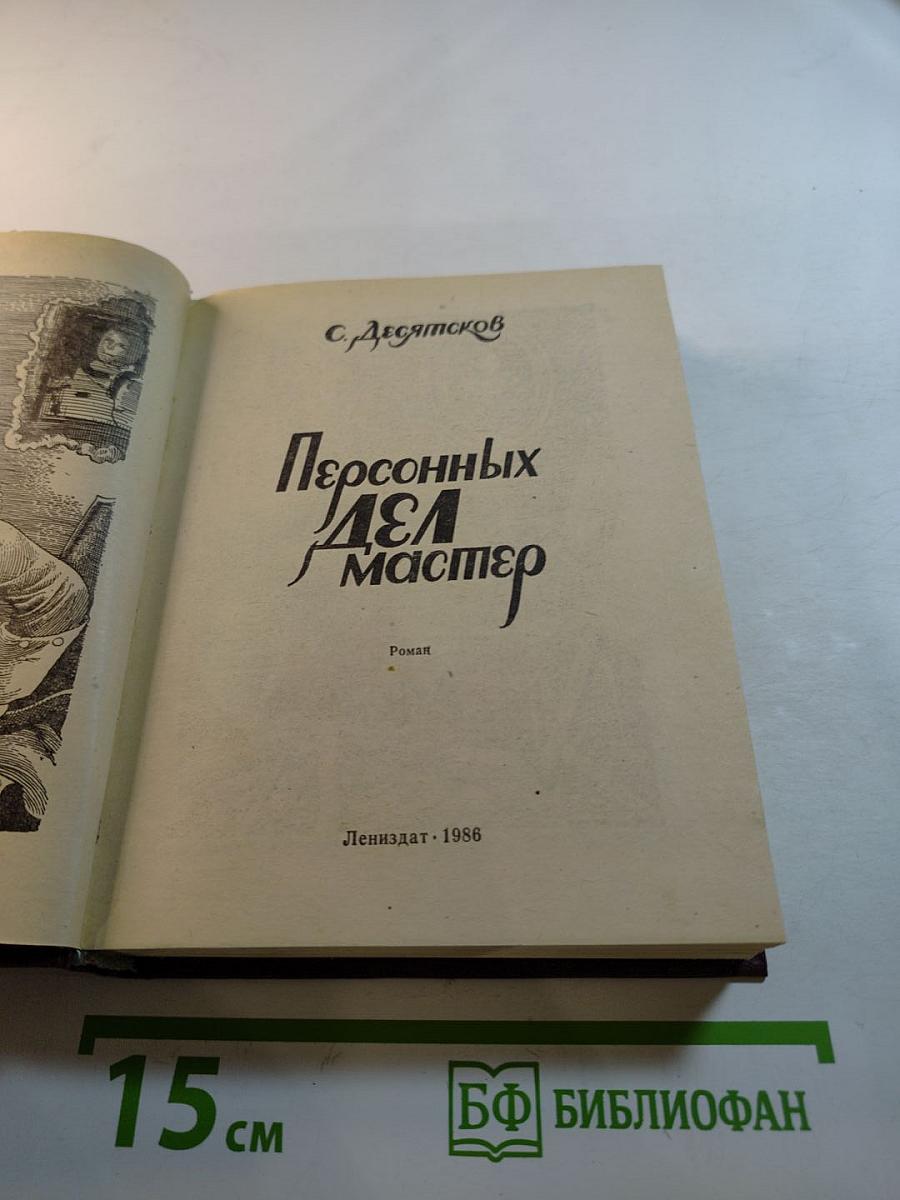 С. Десятсков
Персонных
дел
мастер
Роман
Лениздат · 1986
15 см
БФ БИБЛИОФАН